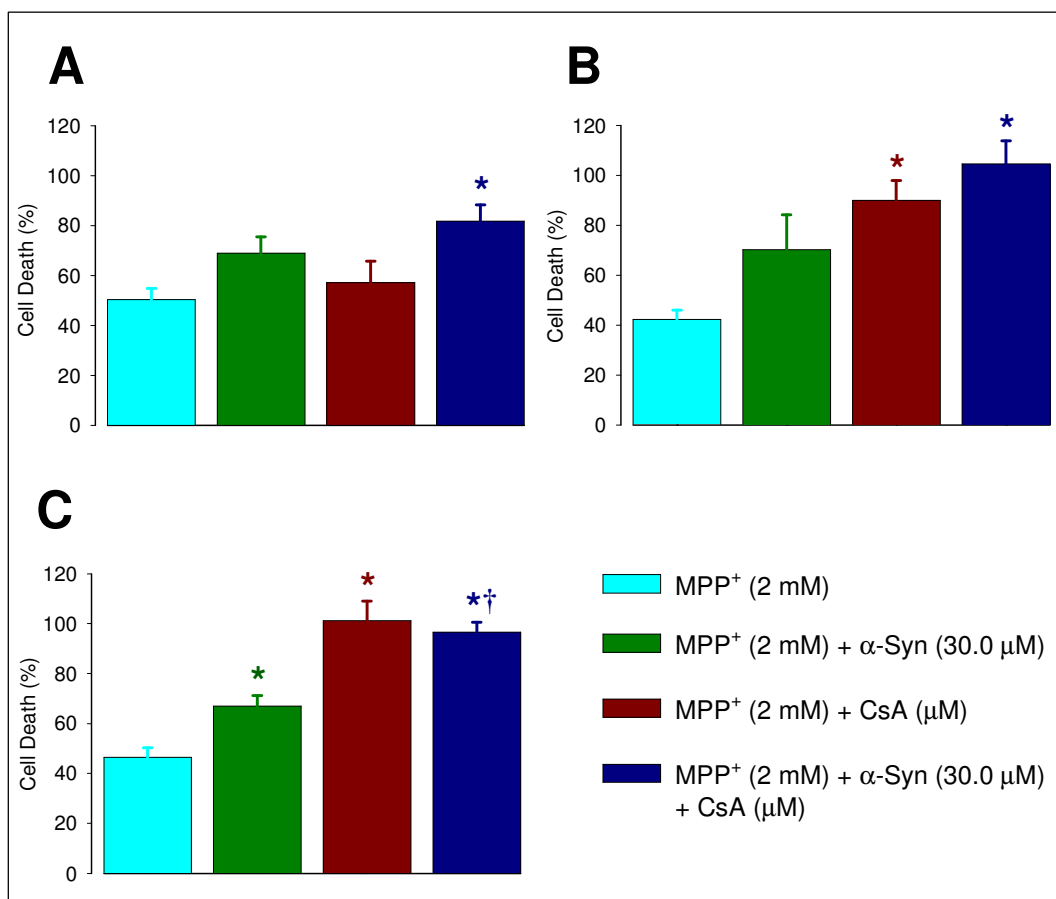 A
120
100
80
60
40
20
0
Cell Death (%)
*
B
120
100
80
60
40
20
0
Cell Death (%)
*
*
C
120
100
80
60
40
20
0
Cell Death (%)
*
*
*†
MPP⁺ (2 mM)
MPP⁺ (2 mM) + α-Syn (30.0 μM)
MPP⁺ (2 mM) + CsA (μM)
MPP⁺ (2 mM) + α-Syn (30.0 μM)
+ CsA (μM)